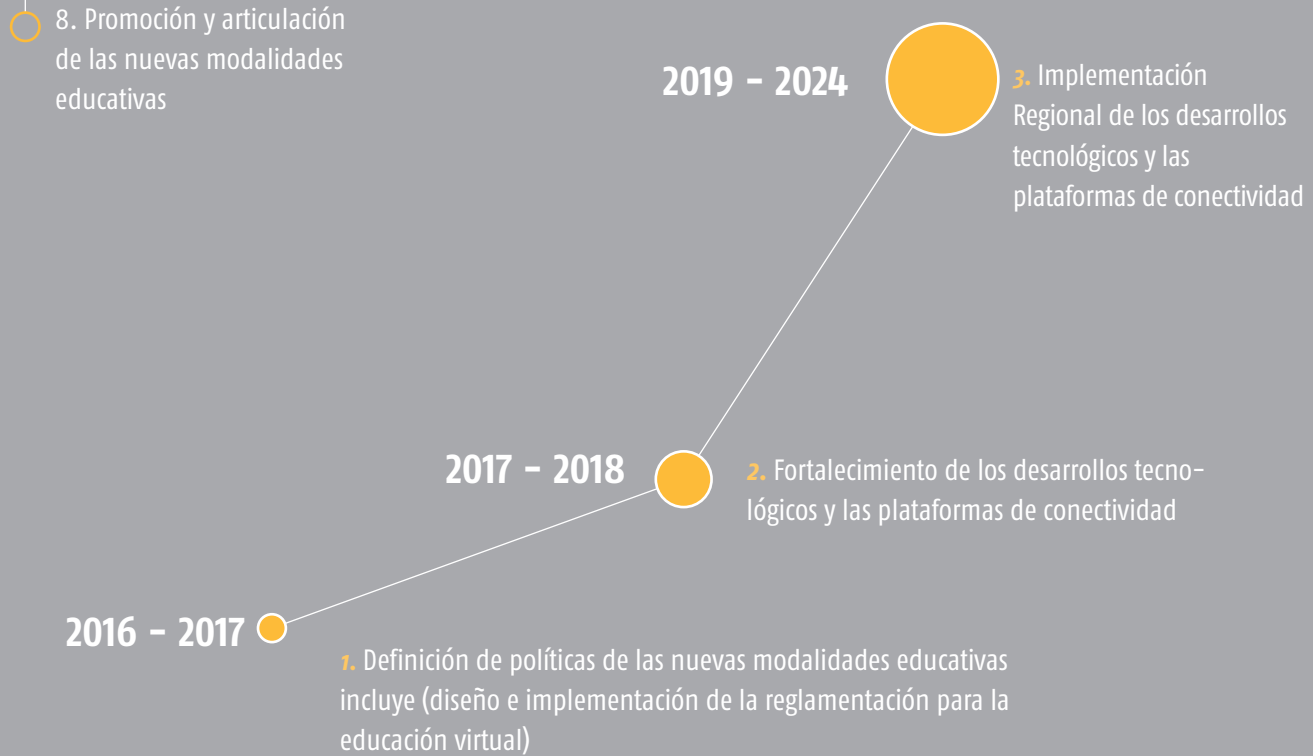 8. Promoción y articulación
de las nuevas modalidades
educativas
2019 - 2024
3. Implementación
Regional de los desarrollos
tecnológicos y las
plataformas de conectividad
2017 - 2018
2. Fortalecimiento de los desarrollos tecno-
lógicos y las plataformas de conectividad
2016 - 2017
1. Definición de políticas de las nuevas modalidades educativas
incluye (diseño e implementación de la reglamentación para la
educación virtual)